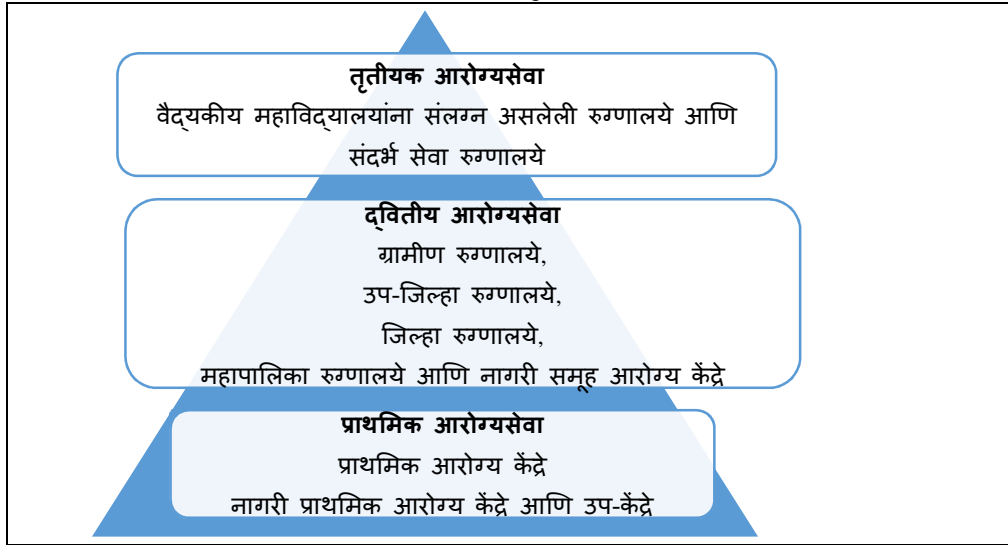 तृतीयक आरोग्यसेवा
वैद्यकीय महाविद्यालयांना संलग्न असलेली रुग्णालये आणि
संदर्भ सेवा रुग्णालये
द्वितीय आरोग्यसेवा
ग्रामीण रुग्णालये,
उप-जिल्हा रुग्णालये,
जिल्हा रुग्णालये,
महापालिका रुग्णालये आणि नागरी समूह आरोग्य केंद्रे
प्राथमिक आरोग्यसेवा
प्राथमिक आरोग्य केंद्रे
नागरी प्राथमिक आरोग्य केंद्रे आणि उप-केंद्रे